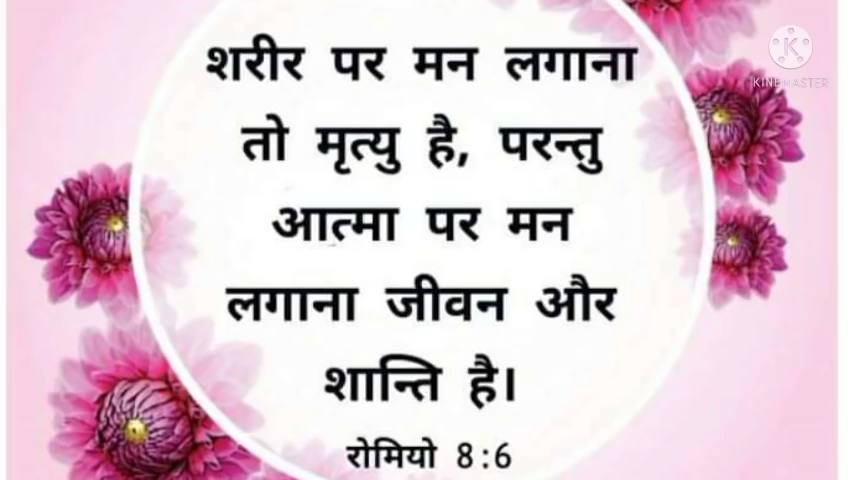 KINEMASTER
शरीर पर मन लगाना
तो मृत्यु है, परन्तु
आत्मा पर मन
लगाना जीवन और
शान्ति है।
रोमियो 8:6